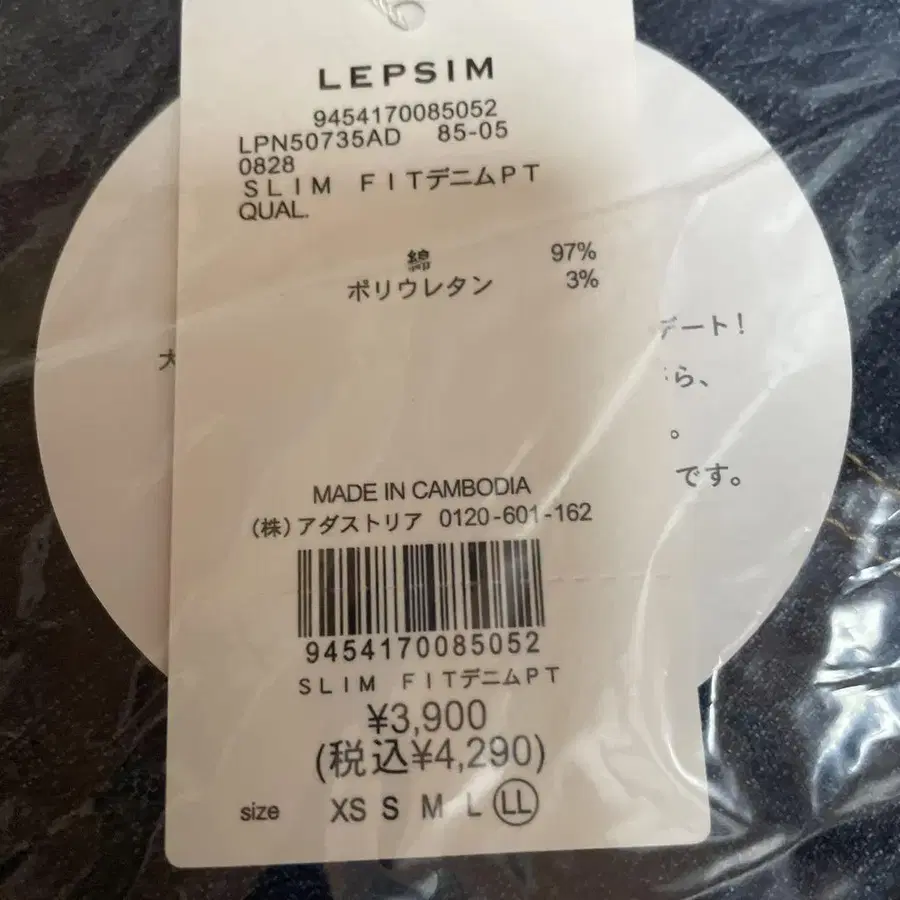 LEPSIM
9454170085052
LPN50735AD 85-05
0828
SLIM FITデニムPT
QUAL.
綿 97%
ポリウレタン 3%
デート!
大
ら、
。
です。
MADE IN CAMBODIA
(株)アダストリア 0120-601-162
9454170085052
SLIM FITデニムPT
¥3,900
(税込¥4,290)
size XS S M L LL